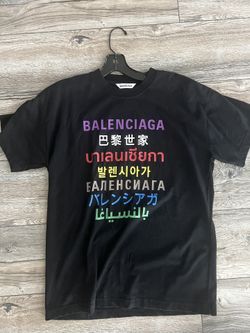 BALENCIAGA
巴黎世家
บาเลนเซียกา
발렌시아가
БАЛЕНСИАГА
バレンシアガ
بالنسياغا